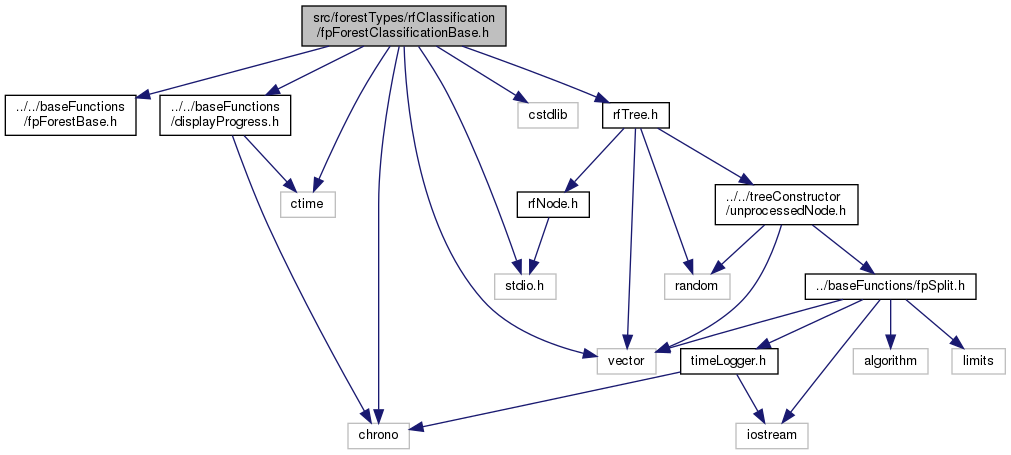 src/forestTypes/rfClassification
/fpForestClassificationBase.h
../../baseFunctions
/fpForestBase.h
../../baseFunctions
/displayProgress.h
cstdlib
rfTree.h
ctime
rfNode.h
../../treeConstructor
/unprocessedNode.h
stdio.h
random
../baseFunctions/fpSplit.h
vector
timeLogger.h
algorithm
limits
chrono
iostream